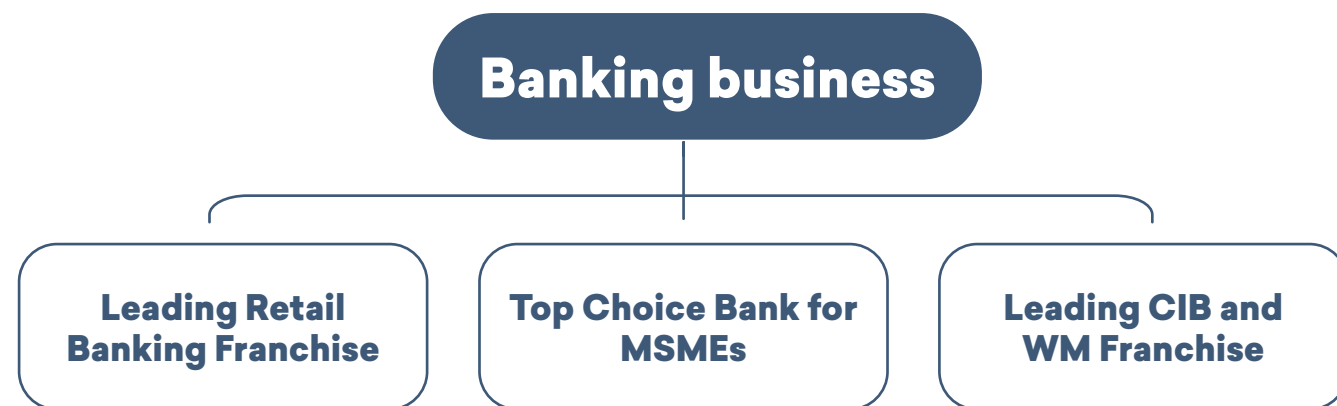 Banking business
Leading Retail
Banking Franchise
Top Choice Bank for
MSMEs
Leading CIB and
WM Franchise